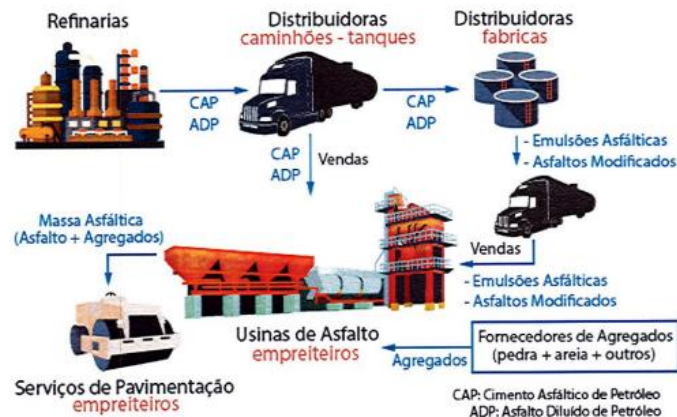 Refinarias
Distribuidoras
caminhões - tanques
Distribuidoras
fabricas
CAP
ADP
CAP
ADP
CAP
ADP
Vendas
- Emulsões Asfálticas
- Asfaltos Modificados
Massa Asfáltica
(Asfalto + Agregados)
Vendas
- Emulsões Asfálticas
- Asfaltos Modificados
Usinas de Asfalto
empreiteiros
Agregados
Fornecedores de Agregados
(pedra + areia + outros)
Serviços de Pavimentação
empreiteiros
CAP: Cimento Asfáltico de Petróleo
ADP: Asfalto Diluído de Petróleo